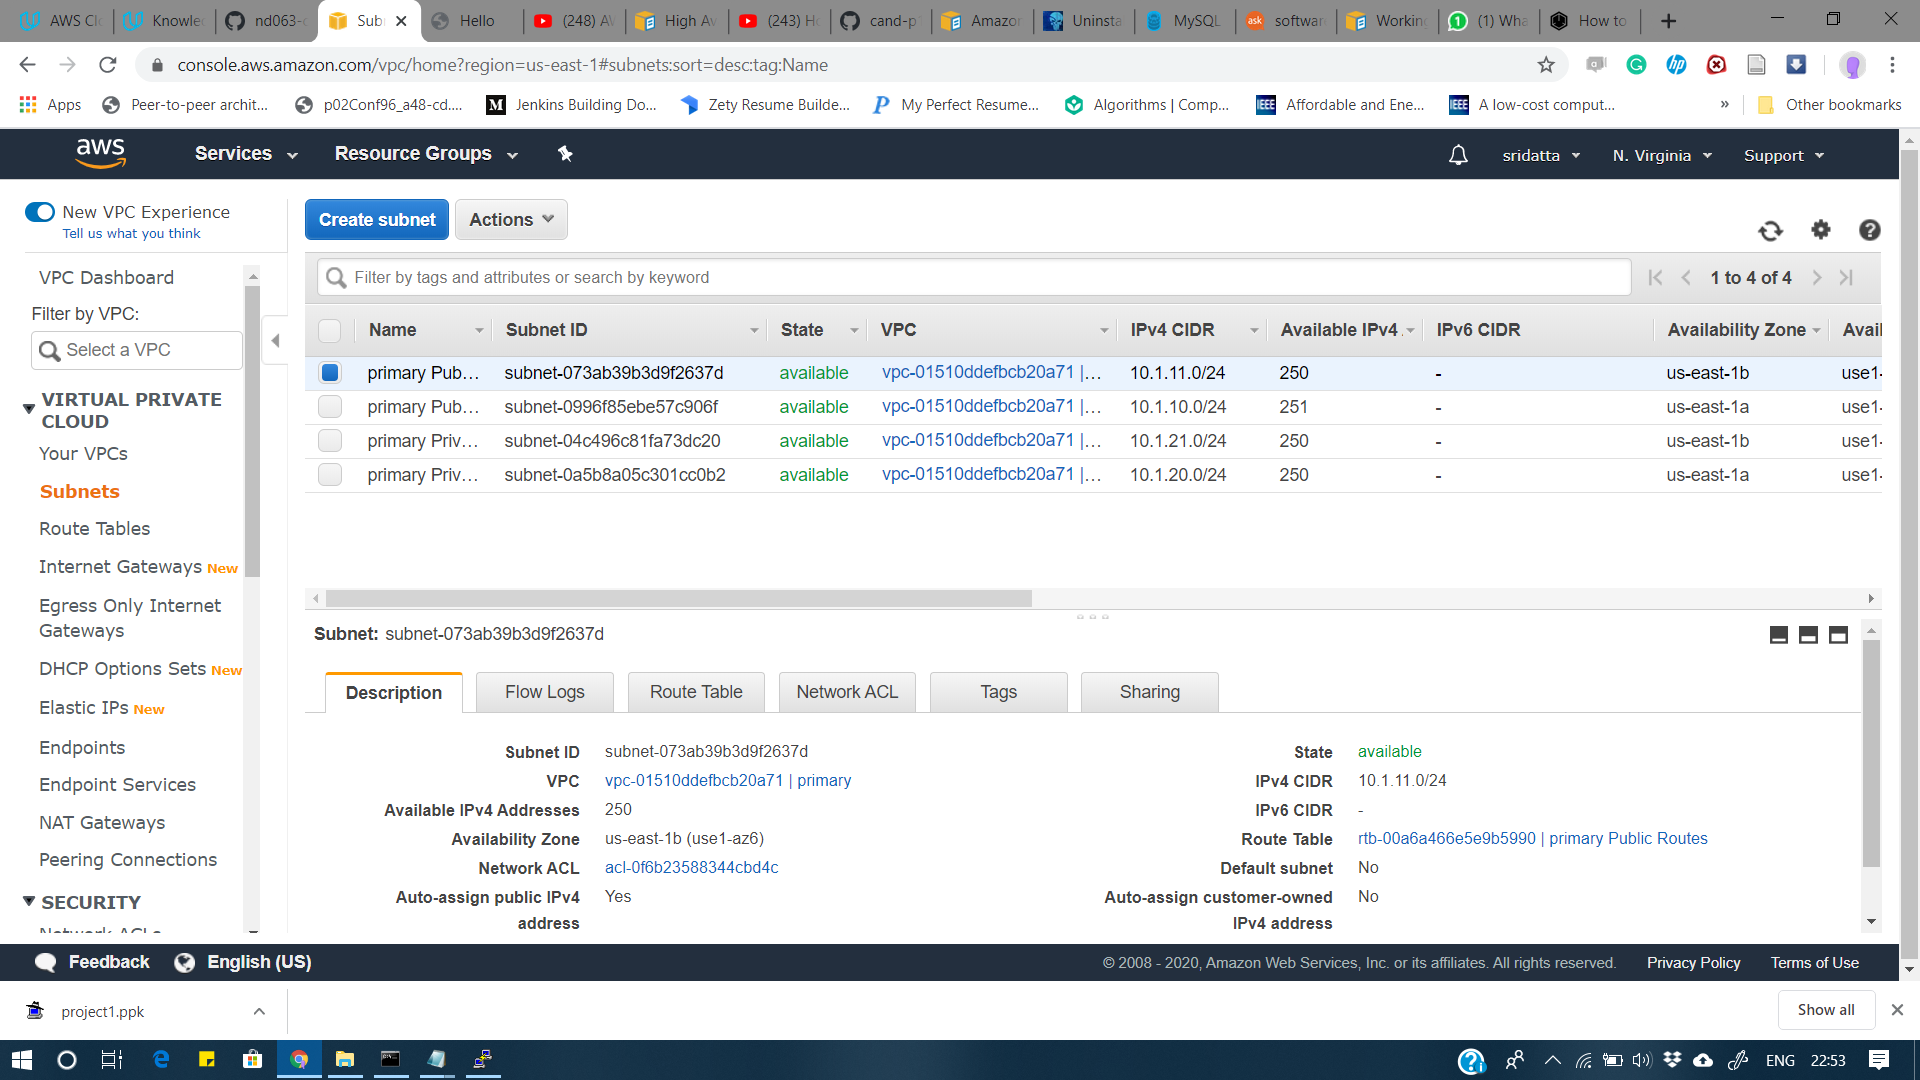 AWS Cl
Knowle
nd063-c
Sub
Hello
(248) A
High Av
(243) H
cand-p
Amazon
Uninsta
MySQL
softwar
Working
(1) Wha
How to
console.aws.amazon.com/vpc/home?region=us-east-1#subnets:sort=desc:tag:Name
Apps
Peer-to-peer archit...
p02Conf96_a48-cd....
Jenkins Building Do...
Zety Resume Builde...
My Perfect Resume...
Algorithms | Comp...
Affordable and Ene...
A low-cost comput...
»
Other bookmarks
aws
Services
Resource Groups
sridatta
N. Virginia
Support
New VPC Experience
Tell us what you think
VPC Dashboard
Filter by VPC:
Select a VPC
VIRTUAL PRIVATE
CLOUD
Your VPCs
Subnets
Route Tables
Internet Gateways New
Egress Only Internet
Gateways
DHCP Options Sets New
Elastic IPs New
Endpoints
Endpoint Services
NAT Gateways
Peering Connections
SECURITY
Network ACLs
Create subnet
Actions
Filter by tags and attributes or search by keyword
1 to 4 of 4
Name Subnet ID State VPC IPv4 CIDR Available IPv4 . IPv6 CIDR Availability Zone Avail
primary Pub... subnet-073ab39b3d9f2637d available vpc-01510ddefbcb20a71 |... 10.1.11.0/24 250 - us-east-1b use1-
primary Pub... subnet-0996f85ebe57c906f available vpc-01510ddefbcb20a71 |... 10.1.10.0/24 251 - us-east-1a use1-
primary Priv... subnet-04c496c81fa73dc20 available vpc-01510ddefbcb20a71 |... 10.1.21.0/24 250 - us-east-1b use1-
primary Priv... subnet-0a5b8a05c301cc0b2 available vpc-01510ddefbcb20a71 |... 10.1.20.0/24 250 - us-east-1a use1-
Subnet: subnet-073ab39b3d9f2637d
Description
Flow Logs
Route Table
Network ACL
Tags
Sharing
Subnet ID subnet-073ab39b3d9f2637d
VPC vpc-01510ddefbcb20a71 | primary
Available IPv4 Addresses 250
Availability Zone us-east-1b (use1-az6)
Network ACL acl-0f6b23588344cbd4c
Auto-assign public IPv4 Yes
address
State available
IPv4 CIDR 10.1.11.0/24
IPv6 CIDR -
Route Table rtb-00a6a466e5e9b5990 | primary Public Routes
Default subnet No
Auto-assign customer-owned No
IPv4 address
Feedback
English (US)
© 2008 - 2020, Amazon Web Services, Inc. or its affiliates. All rights reserved.
Privacy Policy
Terms of Use
project1.ppk
Show all
ENG
22:53